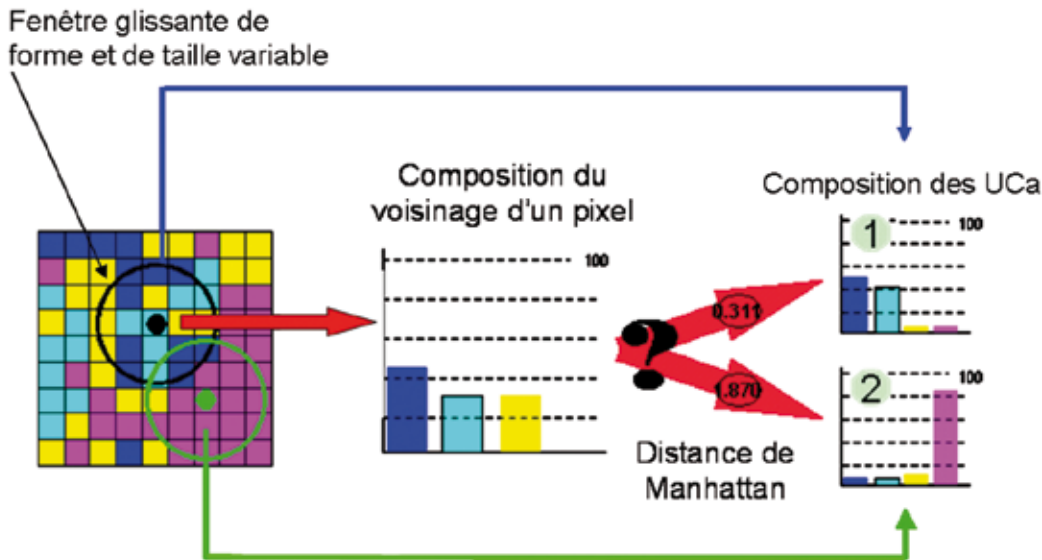 Fenêtre glissante de
forme et de taille variable
Composition du
voisinage d'un pixel
100
Composition des UCa
1
100
0.311
?
1.870
2
100
Distance de
Manhattan